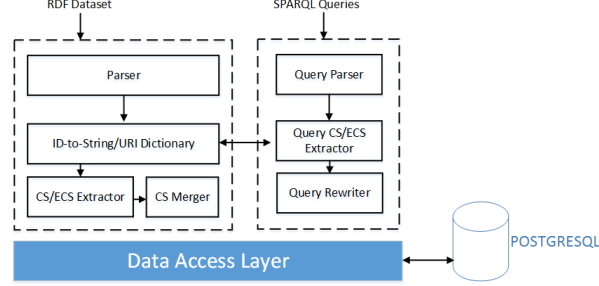 RDF Dataset
SPARQL Queries
Parser
Query Parser
ID-to-String/URI Dictionary
Query CS/ECS
Extractor
CS/ECS Extractor
CS Merger
Query Rewriter
POSTGRESQL
Data Access Layer